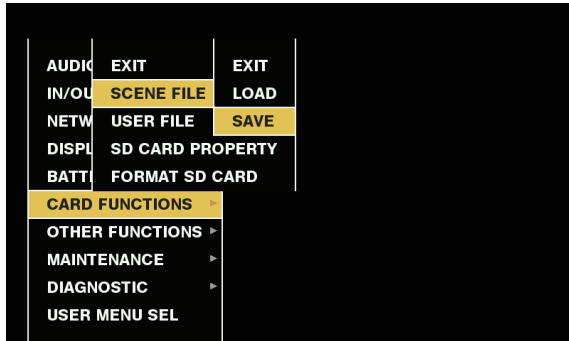 AUDI EXIT EXIT
IN/OU SCENE FILE LOAD
NETW USER FILE SAVE
DISPL SD CARD PROPERTY
BATT FORMAT SD CARD
CARD FUNCTIONS
OTHER FUNCTIONS
MAINTENANCE
DIAGNOSTIC
USER MENU SEL